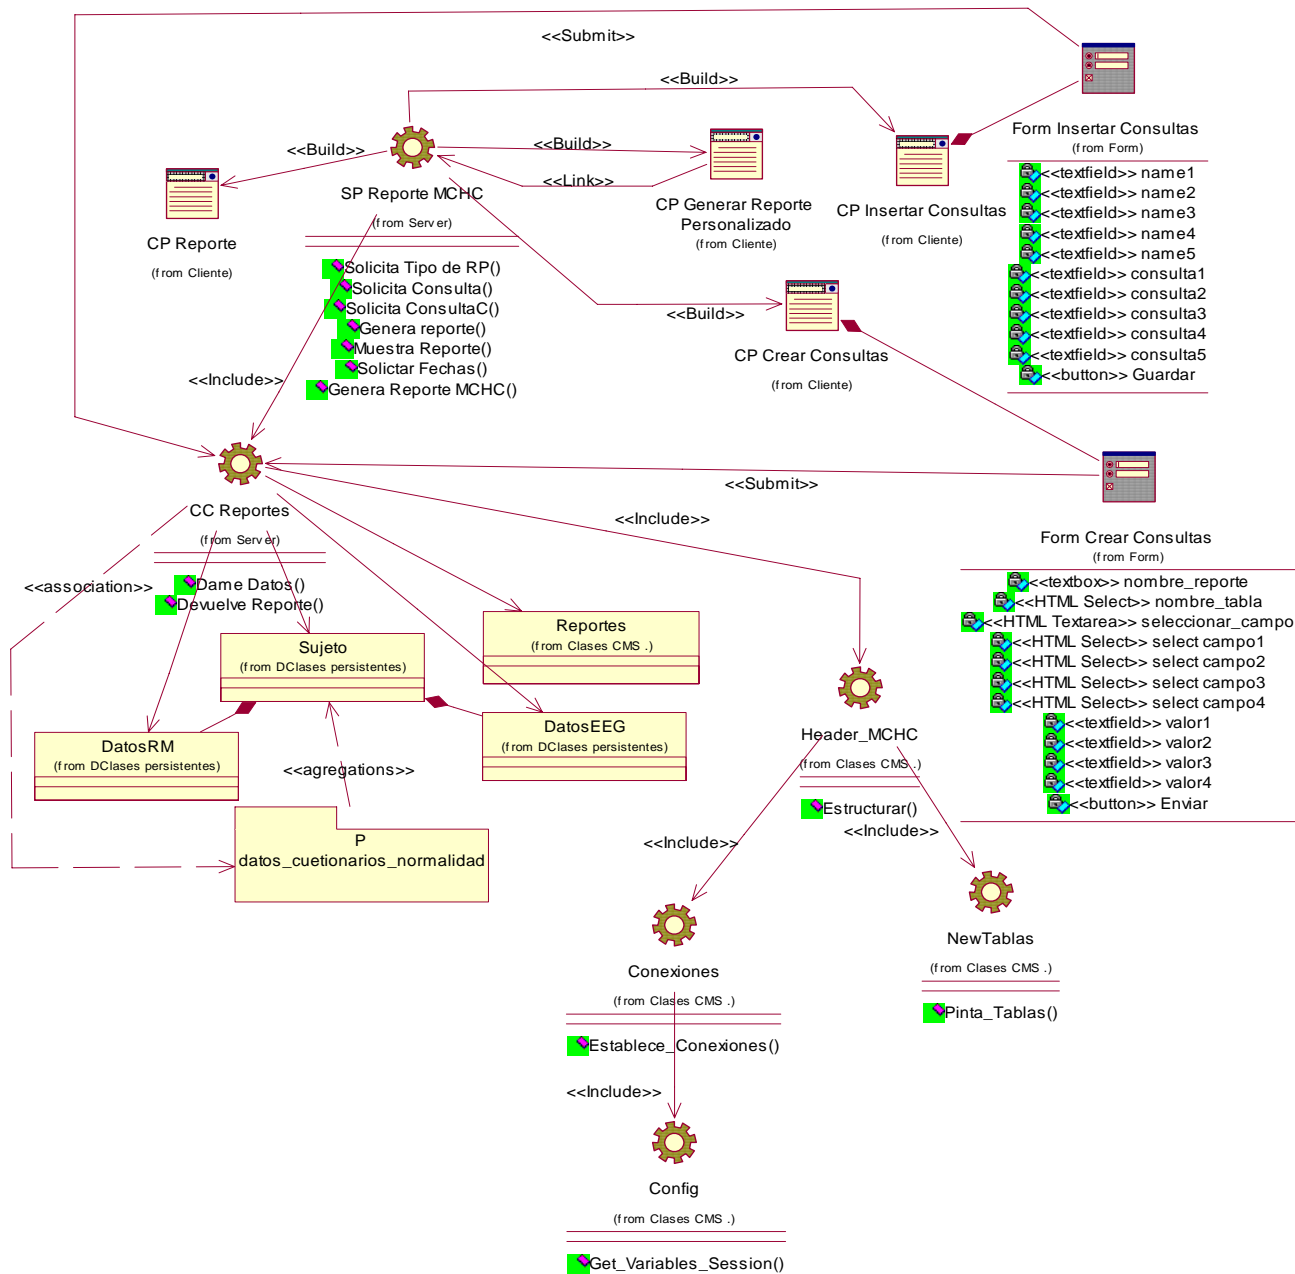 <<Submit>>
<<Build>>
<<Build>>
<<Build>>
<<Link>>
SP Reporte MCHC
(from Server)
Solicita Tipo de RP()
Solicita Consulta()
Solicita ConsultaC()
Genera reporte()
Muestra Reporte()
Solictar Fechas()
Genera Reporte MCHC()
CP Reporte
(from Cliente)
CP Generar Reporte
Personalizado
(from Cliente)
CP Insertar Consultas
(from Cliente)
Form Insertar Consultas
(from Form)
<<textfield>> name1
<<textfield>> name2
<<textfield>> name3
<<textfield>> name4
<<textfield>> name5
<<textfield>> consulta1
<<textfield>> consulta2
<<textfield>> consulta3
<<textfield>> consulta4
<<textfield>> consulta5
<<button>> Guardar
<<Build>>
CP Crear Consultas
(from Cliente)
<<Include>>
<<Submit>>
CC Reportes
(from Server)
Dame Datos()
Devuelve Reporte()
<<Include>>
<<association>>
Form Crear Consultas
(from Form)
<<textbox>> nombre_reporte
<<HTML Select>> nombre_tabla
<<HTML Textarea>> seleccionar_campo
<<HTML Select>> select campo1
<<HTML Select>> select campo2
<<HTML Select>> select campo3
<<HTML Select>> select campo4
<<textfield>> valor1
<<textfield>> valor2
<<textfield>> valor3
<<textfield>> valor4
<<button>> Enviar
Reportes
(from Clases CMS .)
Sujeto
(from DClases persistentes)
DatosRM
(from DClases persistentes)
DatosEEG
(from DClases persistentes)
<<agregations>>
P
datos_cuetionarios_normalidad
Header_MCHC
(from Clases CMS .)
Estructurar()
<<Include>>
<<Include>>
Conexiones
(from Clases CMS .)
Establece_Conexiones()
NewTablas
(from Clases CMS .)
Pinta_Tablas()
<<Include>>
Config
(from Clases CMS .)
Get_Variables_Session()